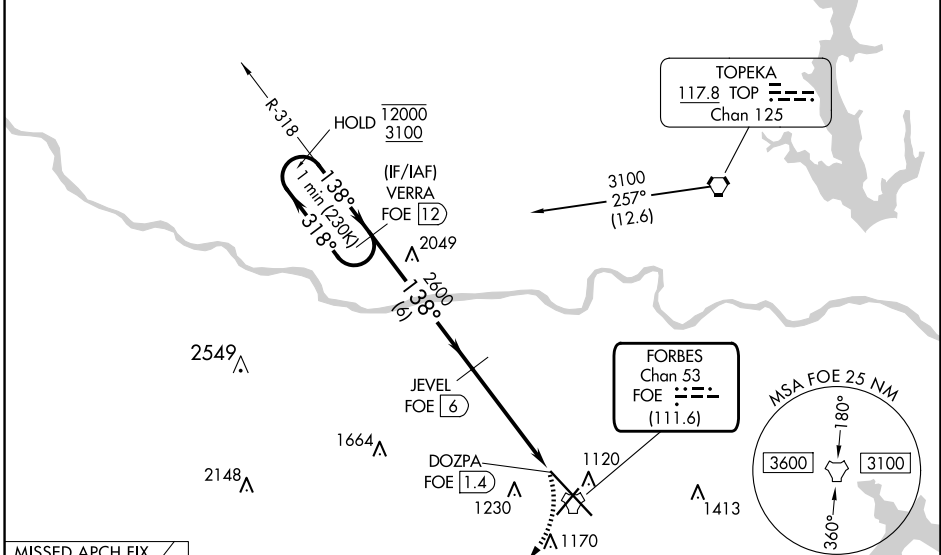 TOPEKA
117.8 TOP
Chan 125
R-318
HOLD 12000
3100
(IF/IAF)
VERRA
FOE 12
138°
1 min (230K)
318°
3100
257°
(12.6)
2049
2600
138°
(6)
2549
JEVEL
FOE 6
FORBES
Chan 53
FOE
(111.6)
MSA FOE 25 NM
180°
3600
3100
360°
1664
DOZPA
FOE 1.4
1120
2148
1230
1413
1170
MISSED APCH FIX